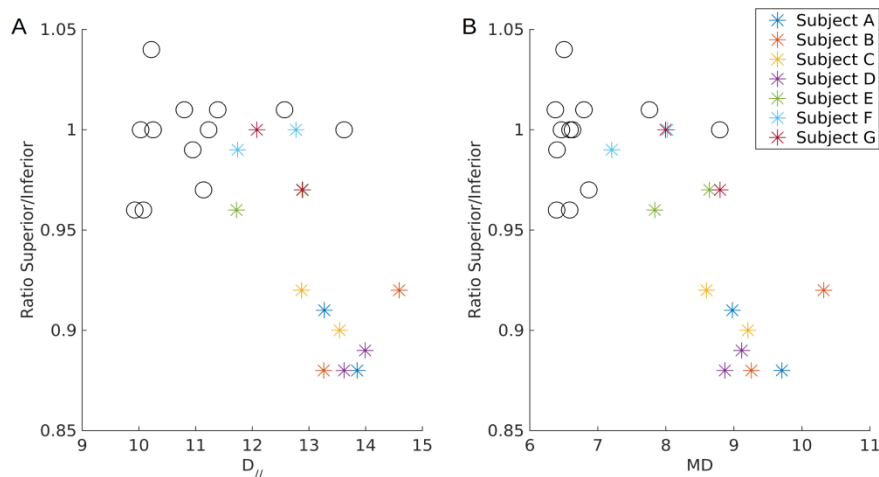 A
Ratio Superior/Inferior
1.05
1
0.95
0.9
0.85
9 10 11 12 13 14 15
D//
B
Ratio Superior/Inferior
1.05
1
0.95
0.9
0.85
6 7 8 9 10 11
MD
Subject A
Subject B
Subject C
Subject D
Subject E
Subject F
Subject G